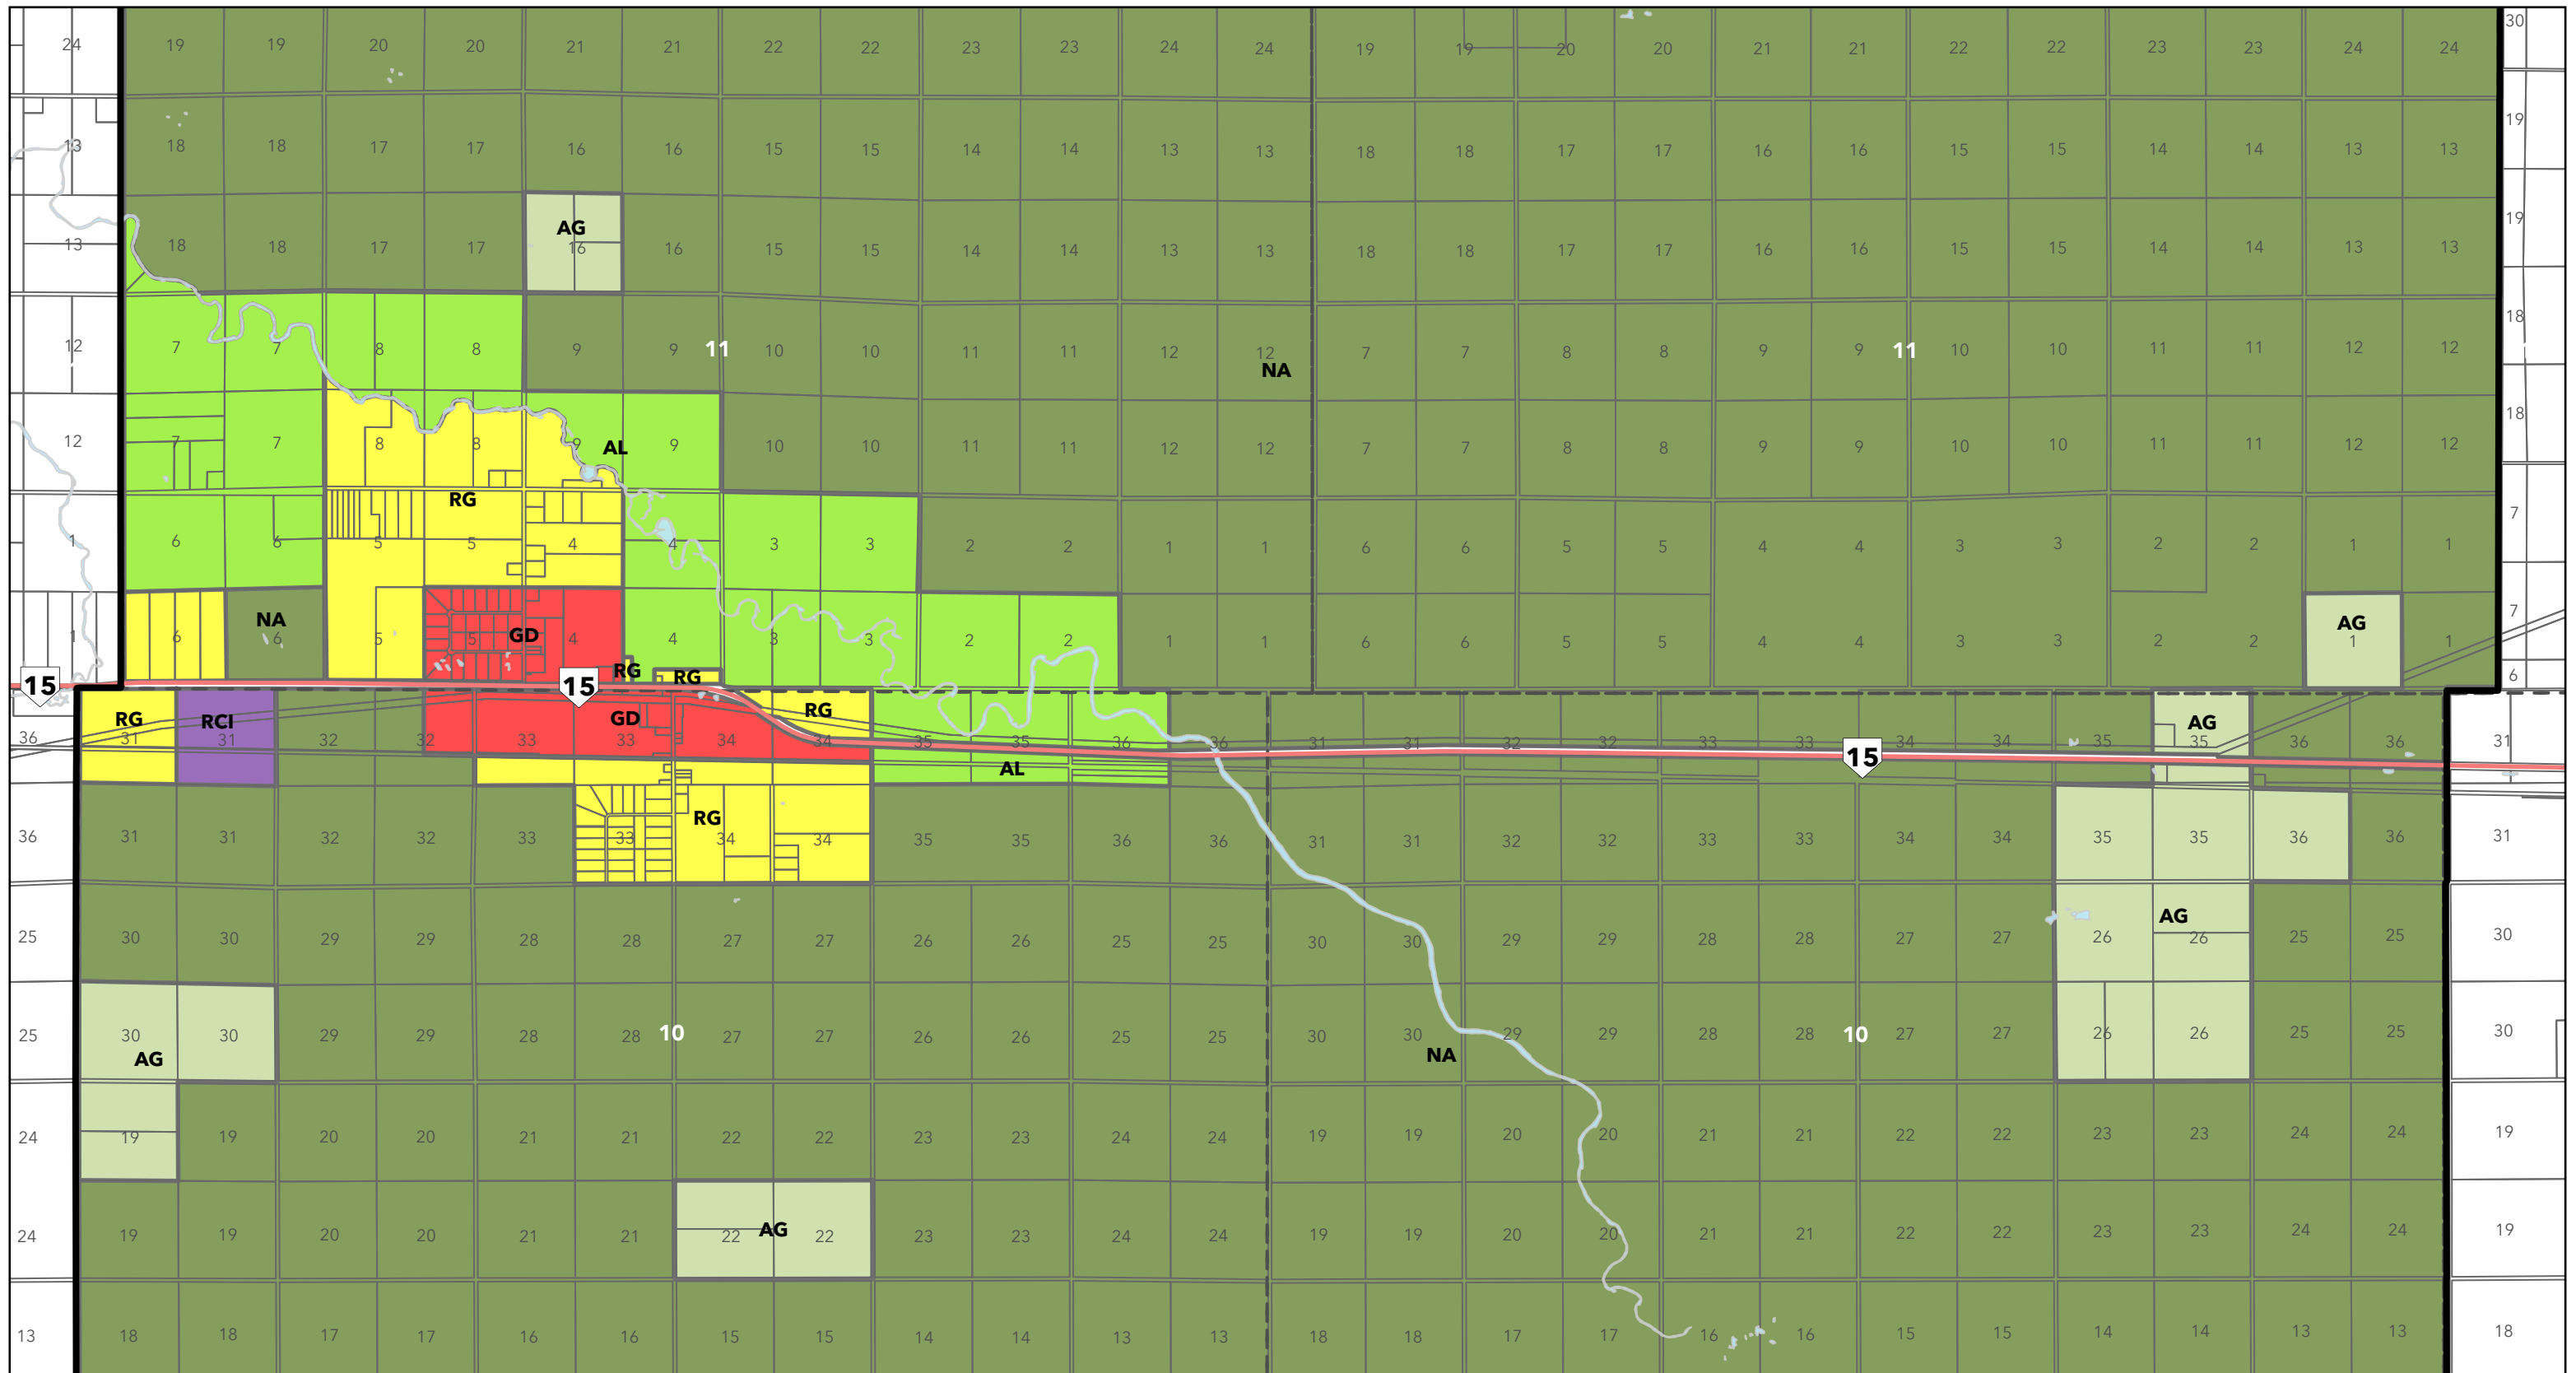 24 19 19 20 20 21 21 22 22 23 23 24 24 19 19 20 20 21 21 22 22 23 23 24 24 30
13 18 18 17 17 16 16 15 15 14 14 13 13 18 18 17 17 16 16 15 15 14 14 13 13 19
AG
13 18 18 17 17 16 16 15 15 14 14 13 13 18 18 17 17 16 16 15 15 14 14 13 13 19
12 7 7 8 8 9 9 11 10 10 11 11 12 12 7 7 8 8 9 9 11 10 10 11 11 12 12 18
NA
12 7 7 8 8 9 AL 9 10 10 11 11 12 12 7 7 8 8 9 9 10 10 11 11 12 12 18
RG
1 6 6 5 5 4 4 3 3 2 2 1 1 6 6 5 5 4 4 3 3 2 2 1 1 7
NA AG
1 6 6 5 5 GD 4 4 3 3 2 2 1 1 6 6 5 5 4 4 3 3 2 2 1 1 7
RG RG
15 15 6
RG RCI GD RG AG
36 31 31 32 32 33 33 34 34 35 35 36 36 31 31 32 32 33 33 34 34 35 35 36 36 31
15
AL
RG
36 31 31 32 32 33 33 34 34 35 35 36 36 31 31 32 32 33 33 34 34 35 35 36 36 31
AG
25 30 30 29 29 28 28 27 27 26 26 25 25 30 30 29 29 28 28 27 27 26 26 25 25 30
25 30 30 29 29 28 28 10 27 27 26 26 25 25 30 30 29 29 28 28 10 27 27 26 26 25 25 30
AG NA
24 19 19 20 20 21 21 22 22 23 23 24 24 19 19 20 20 21 21 22 22 23 23 24 24 19
24 19 19 20 20 21 21 22 AG 22 23 23 24 24 19 19 20 20 21 21 22 22 23 23 24 24 19
13 18 18 17 17 16 16 15 15 14 14 13 13 18 18 17 17 16 16 15 15 14 14 13 13 18